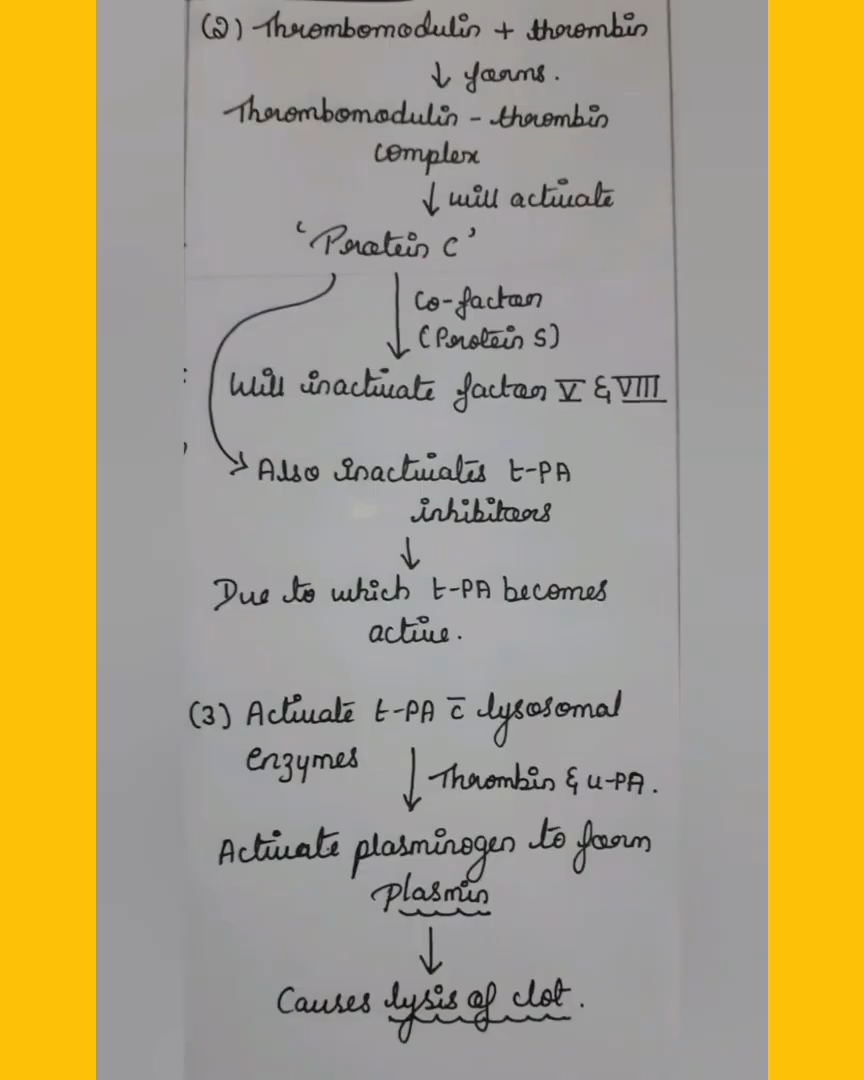 (2) Thrombomodulin + thrombin
↓ forms.
Thrombomodulin - thrombin
complex
↓ will activate
'Protein C'
Co-factor
(Protein S)
Will inactivate factor V & VIII
Also inactivates t-PA
inhibitors
↓
Due to which t-PA becomes
active.
(3) Activate t-PA c̄ lysosomal
enzymes
↓ Thrombin & u-PA.
Activate plasminogen to form
plasmin
↓
Causes lysis of clot.